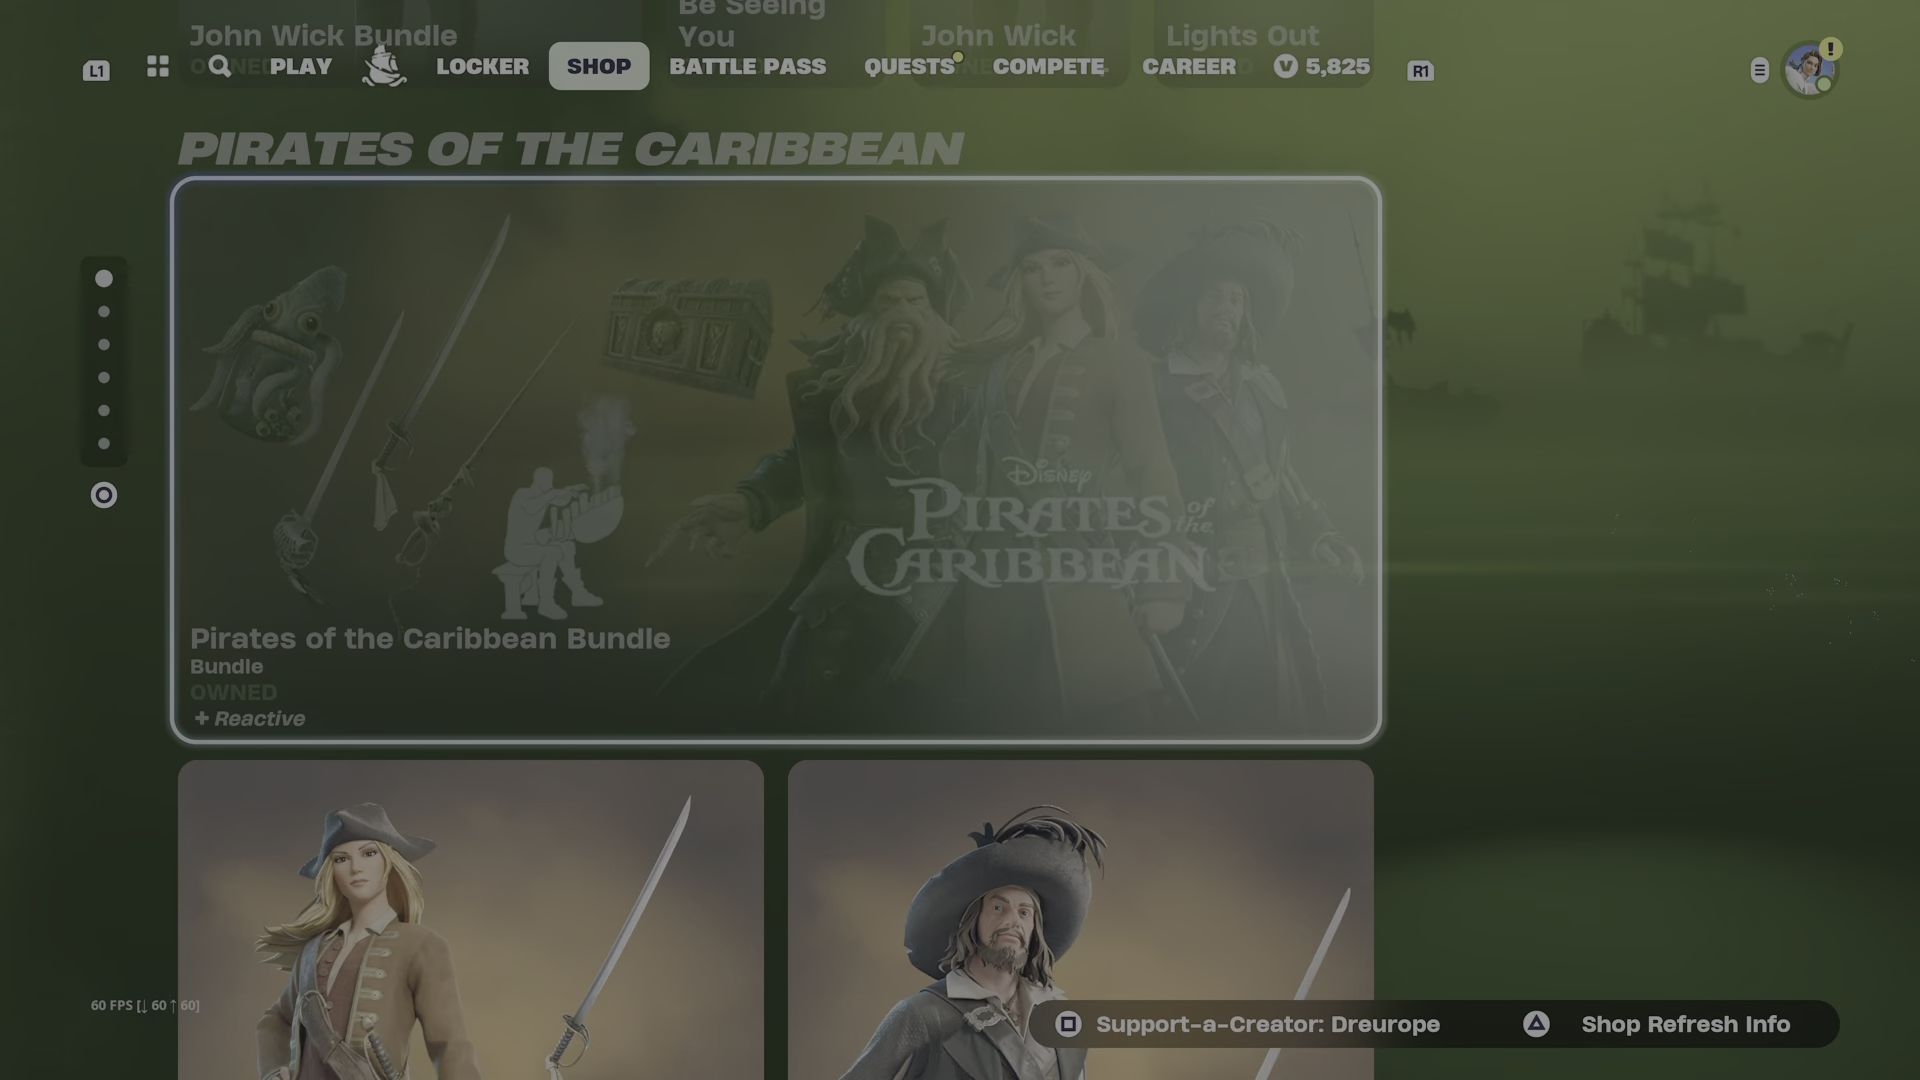 Be Seeing
John Wick Bundle
You
John Wick
Lights Out
OWNED
L1
PLAY
LOCKER
SHOP
BATTLE PASS
QUESTS
COMPETE
CAREER
5,825
R1
!
PIRATES OF THE CARIBBEAN
Disney
PIRATES of
the
CARIBBEAN
Pirates of the Caribbean Bundle
Bundle
OWNED
+ Reactive
60 FPS [↓ 60 ↑ 60]
Support-a-Creator: Dreurope
Shop Refresh Info